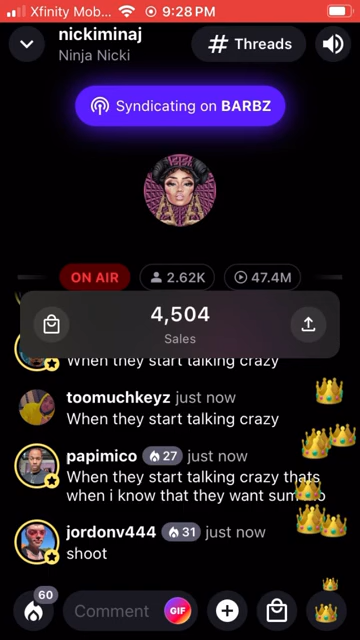 Xfinity Mob... 9:28 PM
nickiminaj
Ninja Nicki
# Threads
Syndicating on BARBZ
ON AIR 2.62K 47.4M
4,504
Sales
When they start talking crazy
toomuchkeyz just now
When they start talking crazy
papimico 27 just now
When they start talking crazy thats
when i know that they want
jordonv444 31 just now
shoot
60
Comment GIF